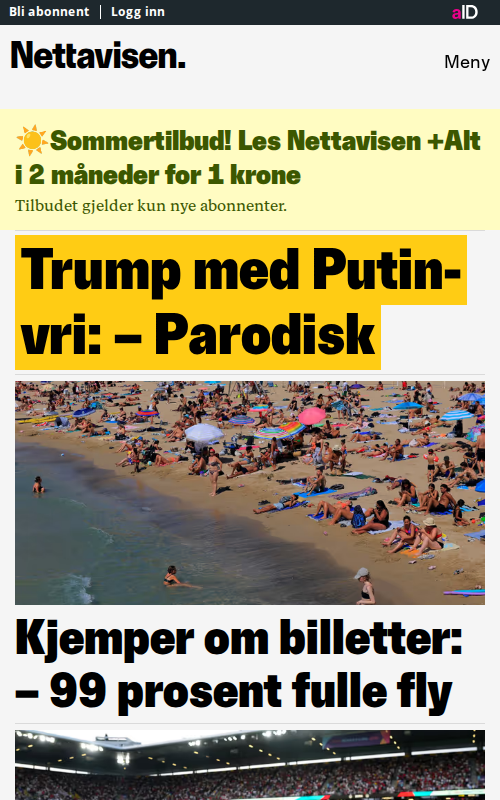 Bli abonnent | Logg inn
aID
Nettavisen.
Meny
☀️Sommertilbud! Les Nettavisen +Alt
i 2 måneder for 1 krone
Tilbudet gjelder kun nye abonnenter.
Trump med Putin-
vri: – Parodisk
Kjemper om billetter:
– 99 prosent fulle fly